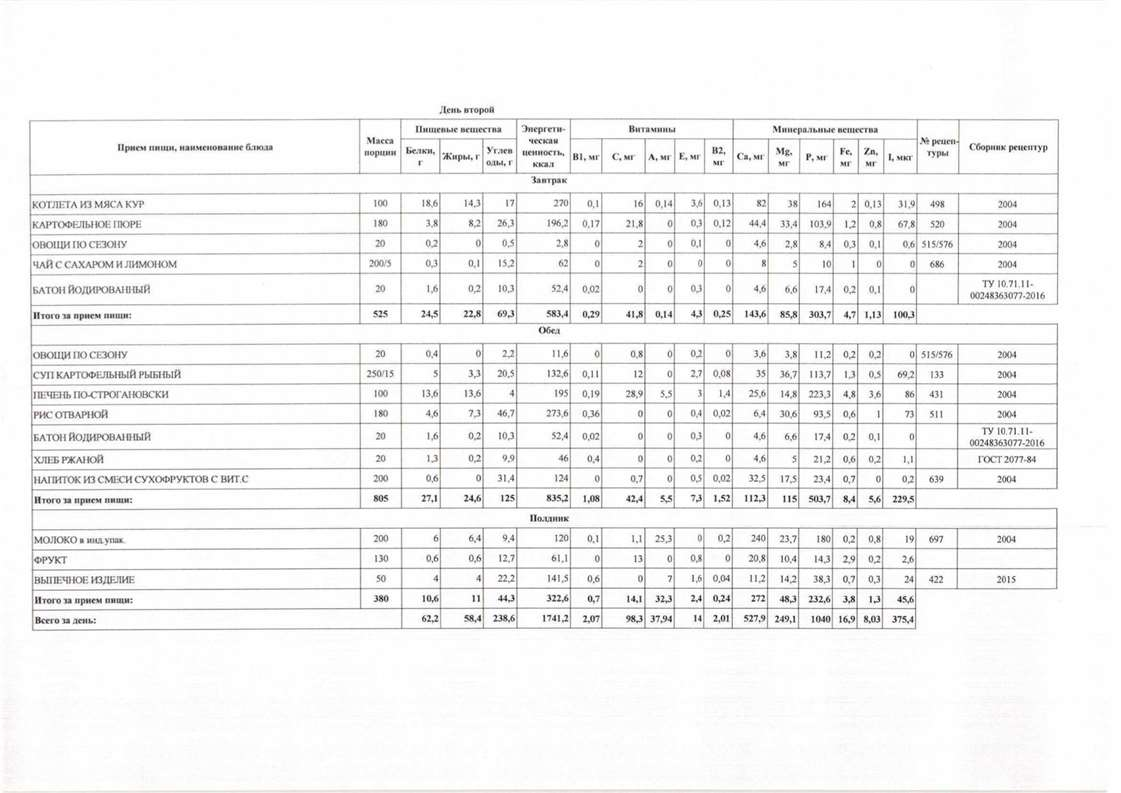 День второй
Прием пищи, наименование блюда Масса порции Пищевые вещества Энергети-ческая ценность, ккал Витамины Минеральные вещества № рецеп-туры Сборник рецептур
Белки, г Жиры, г Углеводы, г В1, мг С, мг А, мг Е, мг В2, мг Са, мг Mg, мг Р, мг Fe, мг Zn, мг I, мкг
Завтрак
КОТЛЕТА ИЗ МЯСА КУР 100 18,6 14,3 17 270 0,1 16 0,14 3,6 0,13 82 38 164 2 0,13 31,9 498 2004
КАРТОФЕЛЬНОЕ ПЮРЕ 180 3,8 8,2 26,3 196,2 0,17 21,8 0 0,3 0,12 44,4 33,4 103,9 1,2 0,8 67,8 520 2004
ОВОЩИ ПО СЕЗОНУ 20 0,2 0 0,5 2,8 0 2 0 0,1 0 4,6 2,8 8,4 0,3 0,1 0,6 515/576 2004
ЧАЙ С САХАРОМ И ЛИМОНОМ 200/5 0,3 0,1 15,2 62 0 2 0 0 0 8 5 10 1 0 0 686 2004
БАТОН ЙОДИРОВАННЫЙ 20 1,6 0,2 10,3 52,4 0,02 0 0 0,3 0 4,6 6,6 17,4 0,2 0,1 0 ТУ 10.71.11-00248363077-2016
Итого за прием пищи: 525 24,5 22,8 69,3 583,4 0,29 41,8 0,14 4,3 0,25 143,6 85,8 303,7 4,7 1,13 100,3
Обед
ОВОЩИ ПО СЕЗОНУ 20 0,4 0 2,2 11,6 0 0,8 0 0,2 0 3,6 3,8 11,2 0,2 0,2 0 515/576 2004
СУП КАРТОФЕЛЬНЫЙ РЫБНЫЙ 250/15 5 3,3 20,5 132,6 0,11 12 0 2,7 0,08 35 36,7 113,7 1,3 0,5 69,2 133 2004
ПЕЧЕНЬ ПО-СТРОГАНОВСКИ 100 13,6 13,6 4 195 0,19 28,9 5,5 3 1,4 25,6 14,8 223,3 4,8 3,6 86 431 2004
РИС ОТВАРНОЙ 180 4,6 7,3 46,7 273,6 0,36 0 0 0,4 0,02 6,4 30,6 93,5 0,6 1 73 511 2004
БАТОН ЙОДИРОВАННЫЙ 20 1,6 0,2 10,3 52,4 0,02 0 0 0,3 0 4,6 6,6 17,4 0,2 0,1 0 ТУ 10.71.11-00248363077-2016
ХЛЕБ РЖАНОЙ 20 1,3 0,2 9,9 46 0,4 0 0 0,2 0 4,6 5 21,2 0,6 0,2 1,1 ГОСТ 2077-84
НАПИТОК ИЗ СМЕСИ СУХОФРУКТОВ С ВИТ.С 200 0,6 0 31,4 124 0 0,7 0 0,5 0,02 32,5 17,5 23,4 0,7 0 0,2 639 2004
Итого за прием пищи: 805 27,1 24,6 125 835,2 1,08 42,4 5,5 7,3 1,52 112,3 115 503,7 8,4 5,6 229,5
Полдник
МОЛОКО в инд.упак. 200 6 6,4 9,4 120 0,1 1,1 25,3 0 0,2 240 23,7 180 0,2 0,8 19 697 2004
ФРУКТ 130 0,6 0,6 12,7 61,1 0 13 0 0,8 0 20,8 10,4 14,3 2,9 0,2 2,6
ВЫПЕЧНОЕ ИЗДЕЛИЕ 50 4 4 22,2 141,5 0,6 0 7 1,6 0,04 11,2 14,2 38,3 0,7 0,3 24 422 2015
Итого за прием пищи: 380 10,6 11 44,3 322,6 0,7 14,1 32,3 2,4 0,24 272 48,3 232,6 3,8 1,3 45,6
Всего за день: 62,2 58,4 238,6 1741,2 2,07 98,3 37,94 14 2,01 527,9 249,1 1040 16,9 8,03 375,4